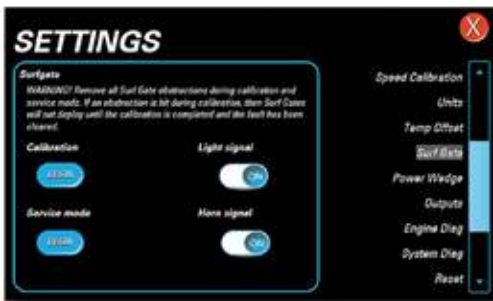 SETTINGS
X
Surfgate
WARNING! Remove all Surf Gate obstructions during calibration and
service mode. If an obstruction is hit during calibration, then Surf Gates
will not deploy until the calibration is completed and the fault has been
cleared.
Calibration
Light signal
BEGIN
ON
Service mode
Horn signal
BEGIN
ON
Speed Calibration
Units
Temp Offset
Surf Gate
Power Wedge
Outputs
Engine Diag
System Diag
Reset